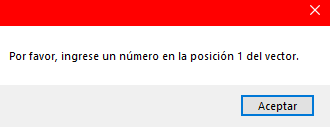 Por favor, ingrese un número en la posición 1 del vector.
Aceptar